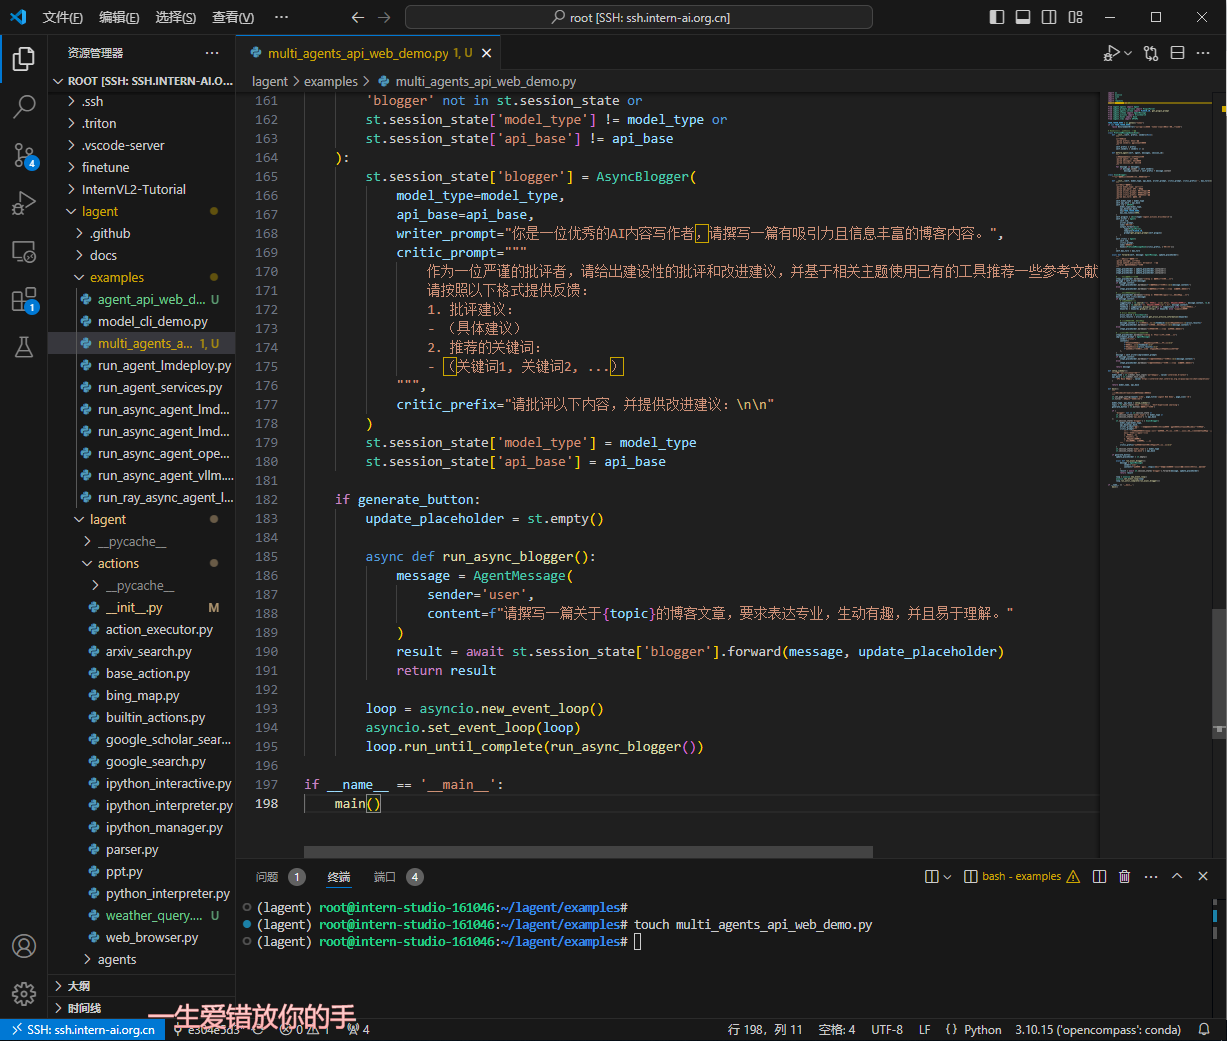 文件(F) 编辑(E) 选择(S) 查看(V) ··· root [SSH: ssh.intern-ai.org.cn]
资源管理器 ···
ROOT [SSH: SSH.INTERN-AI.O...
.ssh
.triton
.vscode-server
finetune
InternVL2-Tutorial
lagent
.github
docs
examples
agent_api_web_d... U
model_cli_demo.py
multi_agents_a... 1, U
run_agent_lmdeploy.py
run_agent_services.py
run_async_agent_lmd...
run_async_agent_lmd...
run_async_agent_ope...
run_async_agent_vllm....
run_ray_async_agent_l...
lagent
__pycache__
actions
__pycache__
__init__.py M
action_executor.py
arxiv_search.py
base_action.py
bing_map.py
builtin_actions.py
google_scholar_sear...
google_search.py
ipython_interactive.py
ipython_interpreter.py
ipython_manager.py
parser.py
ppt.py
python_interpreter.py
weather_query.... U
web_browser.py
agents
大纲
时间线
4
1
multi_agents_api_web_demo.py 1, U
lagent > examples > multi_agents_api_web_demo.py
161 'blogger' not in st.session_state or
162 st.session_state['model_type'] != model_type or
163 st.session_state['api_base'] != api_base
164 ):
165 st.session_state['blogger'] = AsyncBlogger(
166 model_type=model_type,
167 api_base=api_base,
168 writer_prompt="你是一位优秀的AI内容写作者，请撰写一篇有吸引力且信息丰富的博客内容。",
169 critic_prompt="""
170 作为一位严谨的批评者，请给出建设性的批评和改进建议，并基于相关主题使用已有的工具推荐一些参考文献
171 请按照以下格式提供反馈：
172 1. 批评建议：
173 - （具体建议）
174 2. 推荐的关键词：
175 - （关键词1, 关键词2, ...）
176 """,
177 critic_prefix="请批评以下内容，并提供改进建议：\n\n"
178 )
179 st.session_state['model_type'] = model_type
180 st.session_state['api_base'] = api_base
181
182 if generate_button:
183 update_placeholder = st.empty()
184
185 async def run_async_blogger():
186 message = AgentMessage(
187 sender='user',
188 content=f"请撰写一篇关于{topic}的博客文章，要求表达专业，生动有趣，并且易于理解。"
189 )
190 result = await st.session_state['blogger'].forward(message, update_placeholder)
191 return result
192
193 loop = asyncio.new_event_loop()
194 asyncio.set_event_loop(loop)
195 loop.run_until_complete(run_async_blogger())
196
197 if __name__ == '__main__':
198 main()
问题 1 终端 端口 4 bash - examples
(lagent) root@intern-studio-161046:~/lagent/examples#
(lagent) root@intern-studio-161046:~/lagent/examples# touch multi_agents_api_web_demo.py
(lagent) root@intern-studio-161046:~/lagent/examples#
一生爱错放你的手
SSH: ssh.intern-ai.org.cn 0 1 4 行 198，列 11 空格: 4 UTF-8 LF Python 3.10.15 ('opencompass': conda)